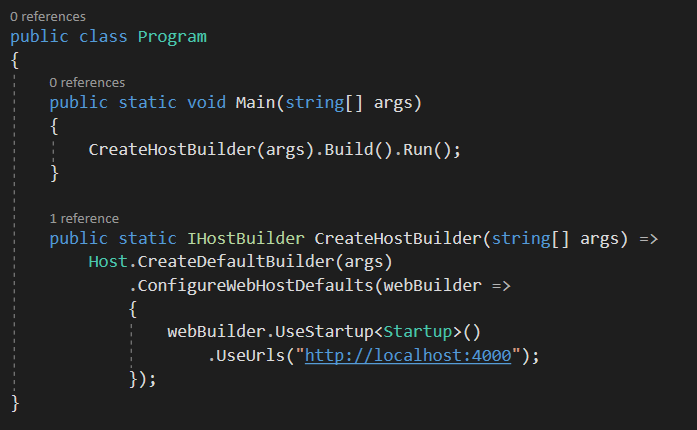 0 references
public class Program
{
0 references
public static void Main(string[] args)
{
CreateHostBuilder(args).Build().Run();
}
1 reference
public static IHostBuilder CreateHostBuilder(string[] args) =>
Host.CreateDefaultBuilder(args)
.ConfigureWebHostDefaults(webBuilder =>
{
webBuilder.UseStartup<Startup>()
.UseUrls("http://localhost:4000");
});
}